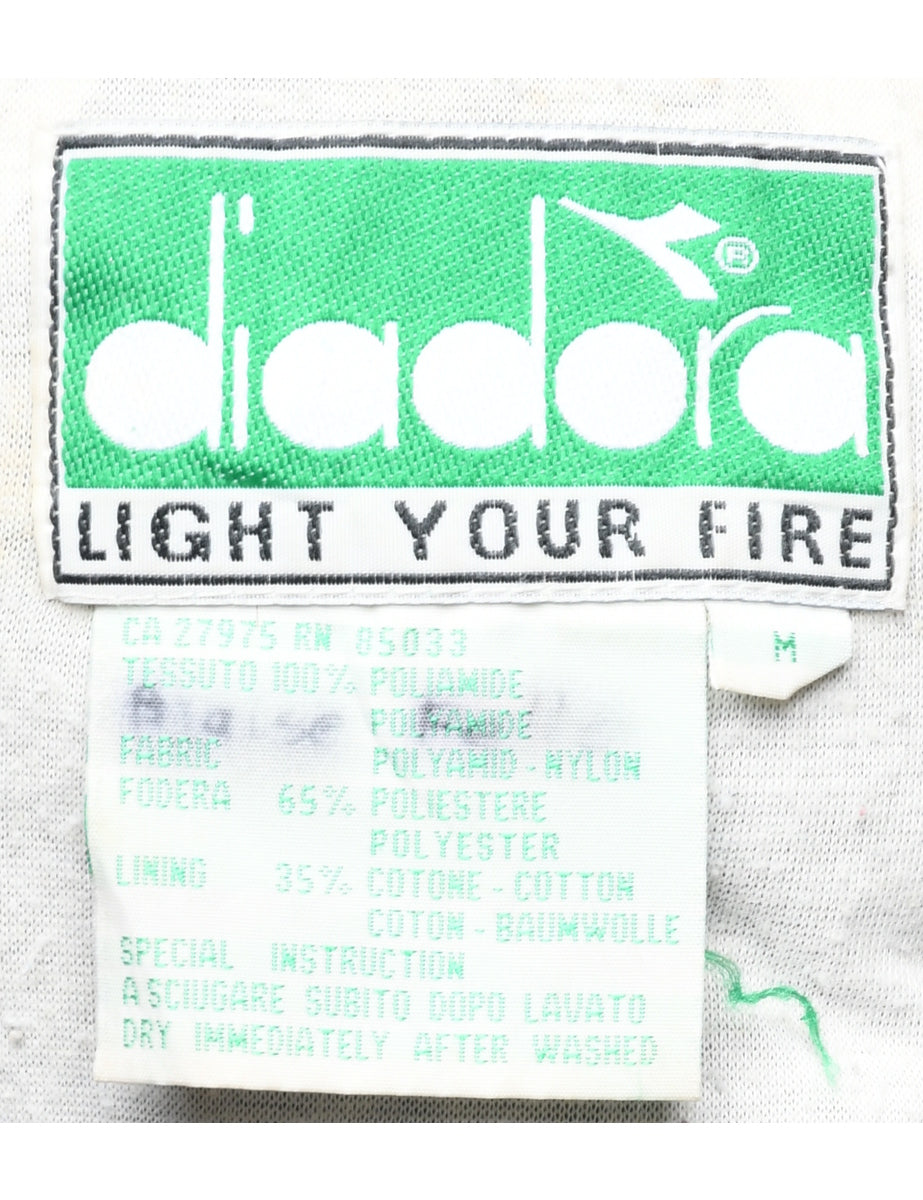 diadora ®
LIGHT YOUR FIRE
M
CA 27975 RN 05033
TESSUTO 100% POLIAMIDE
POLYAMIDE
FABRIC POLYAMID - NYLON
FODERA 65% POLIESTERE
POLYESTER
LINING 35% COTONE - COTTON
COTON - BAUMWOLLE
SPECIAL INSTRUCTION
ASCIUGARE SUBITO DOPO LAVATO
DRY IMMEDIATELY AFTER WASHED